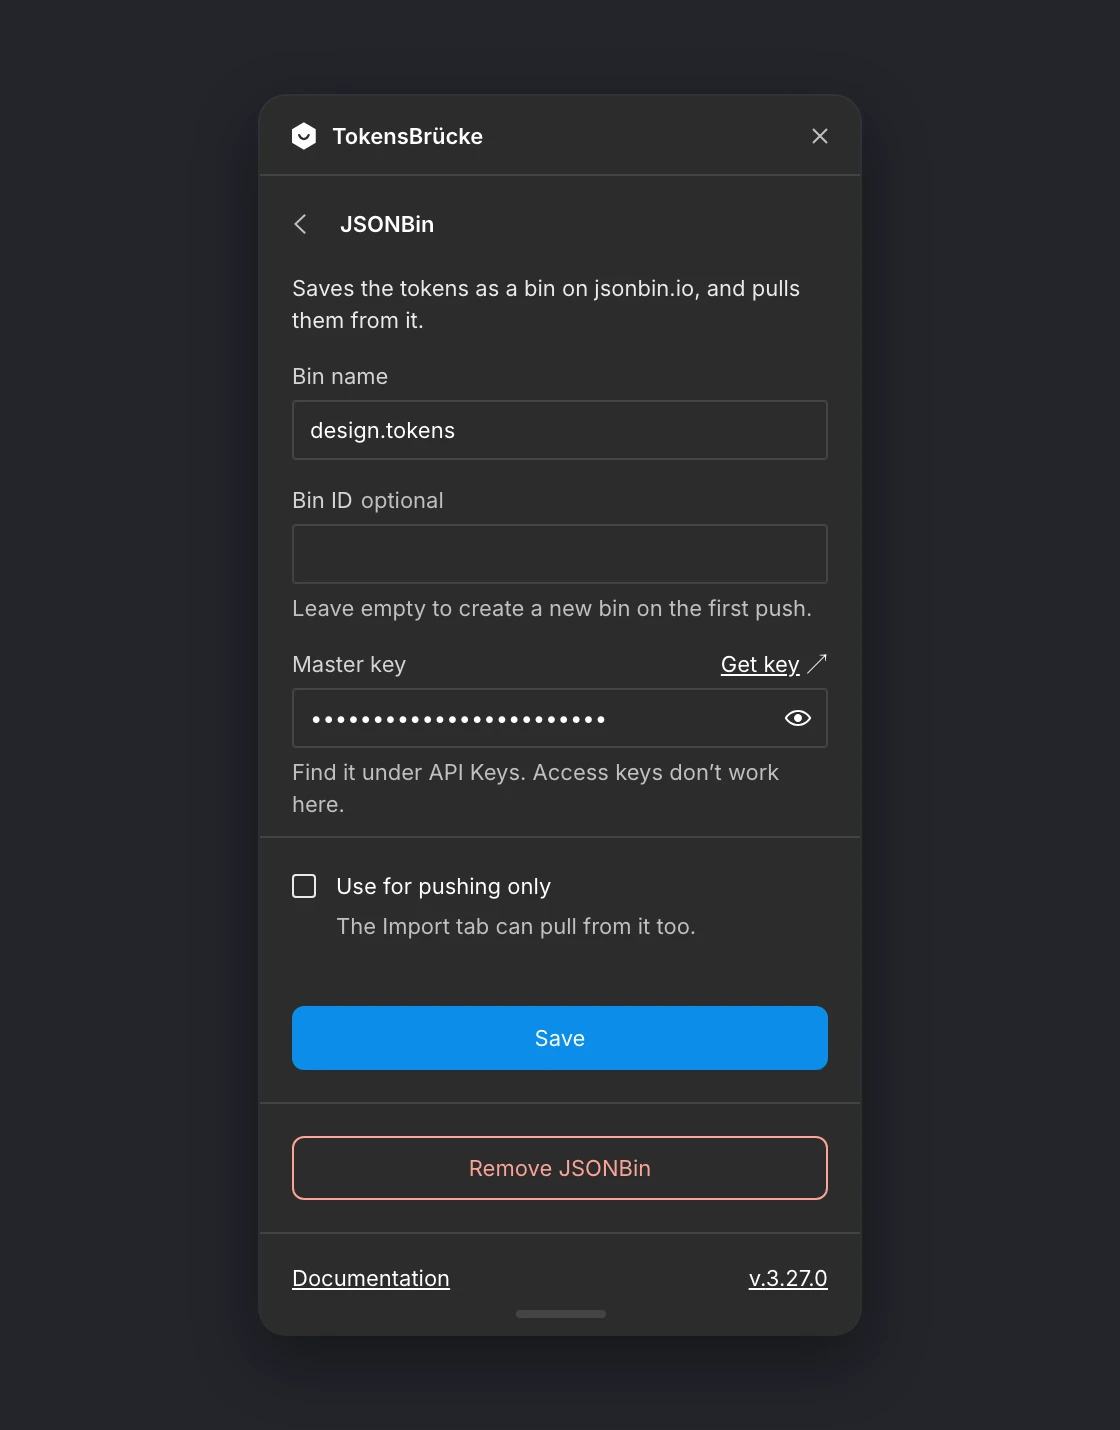 TokensBrücke
JSONBin
Saves the tokens as a bin on jsonbin.io, and pulls
them from it.
Bin name
design.tokens
Bin ID optional
Leave empty to create a new bin on the first push.
Master key Get key
••••••••••••••••••••••••
Find it under API Keys. Access keys don’t work
here.
Use for pushing only
The Import tab can pull from it too.
Save
Remove JSONBin
Documentation v.3.27.0